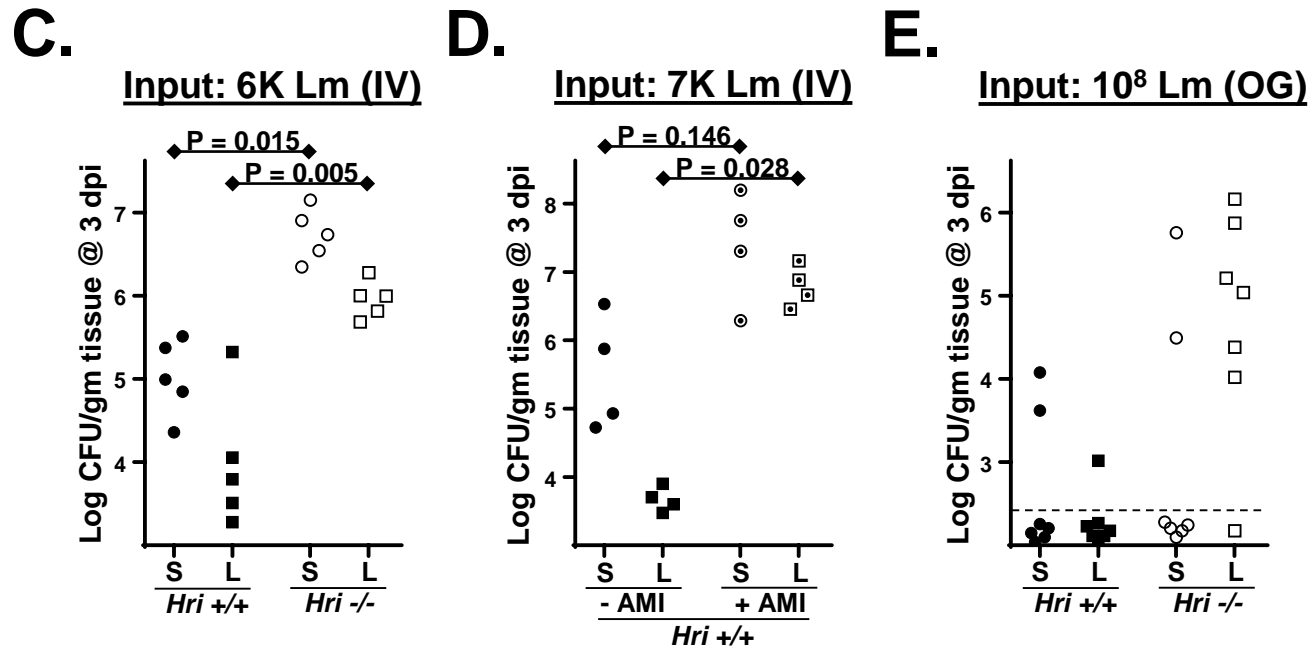 C.
Input: 6K Lm (IV)
P = 0.015
P = 0.005
Log CFU/gm tissue @ 3 dpi
7
6
5
4
S L S L
Hri +/+ Hri -/-
D.
Input: 7K Lm (IV)
P = 0.146
P = 0.028
Log CFU/gm tissue @ 3 dpi
8
7
6
5
4
S L S L
- AMI + AMI
Hri +/+
E.
Input: 10⁸ Lm (OG)
Log CFU/gm tissue @ 3 dpi
6
5
4
3
S L S L
Hri +/+ Hri -/-